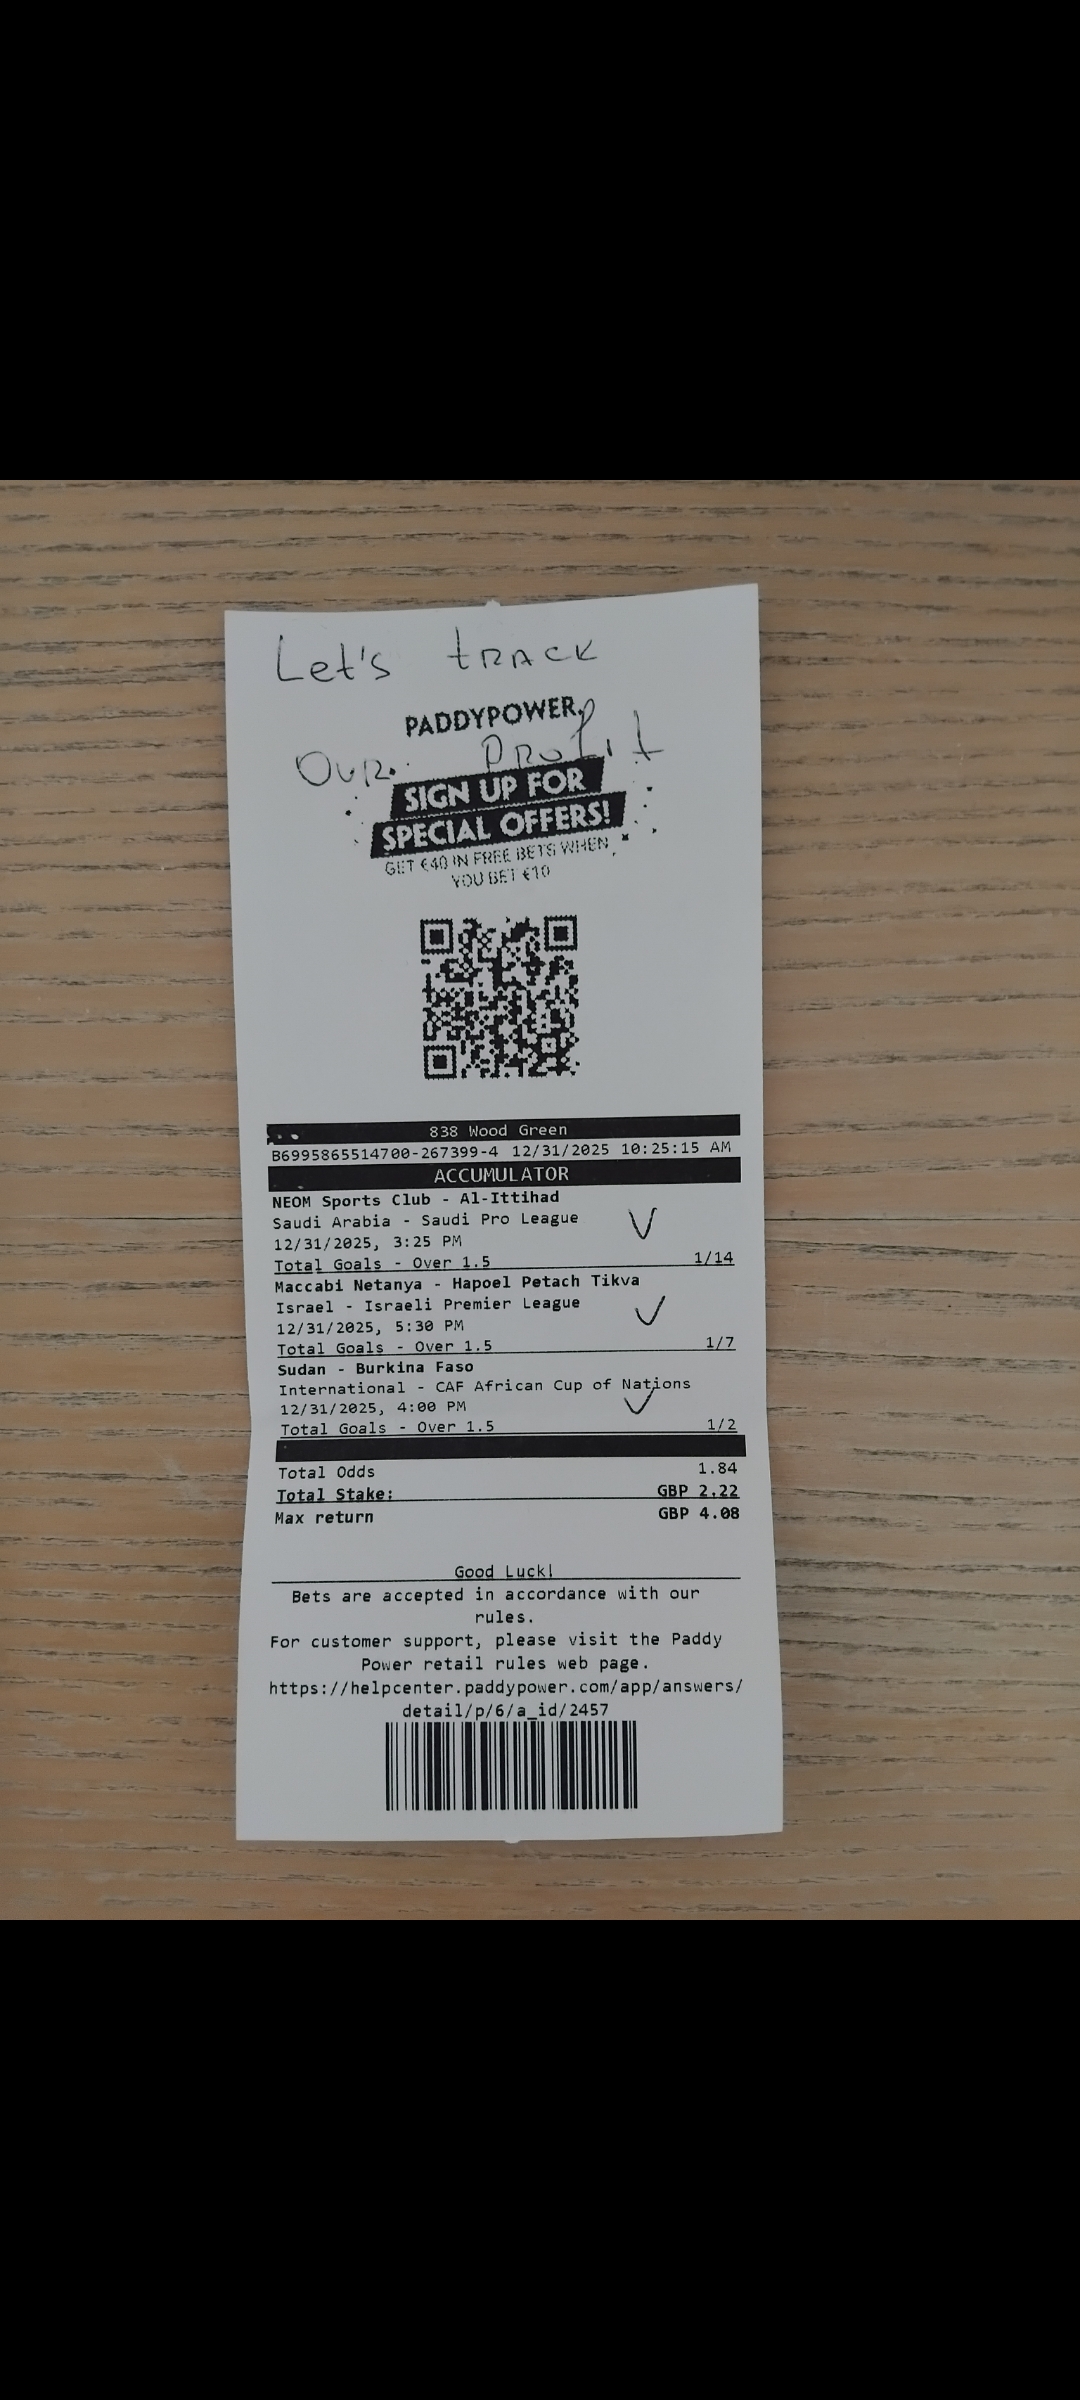 Let's tRACK
PADDYPOWER.
OuR. PRofit
SIGN UP FOR
SPECIAL OFFERS!
GET €40 IN FREE BETS WHEN
YOU BET €10
838 Wood Green
B6995865514700-267399-4 12/31/2025 10:25:15 AM
ACCUMULATOR
NEOM Sports Club - Al-Ittihad
Saudi Arabia - Saudi Pro League
12/31/2025, 3:25 PM
Total Goals - Over 1.5 1/14
Maccabi Netanya - Hapoel Petach Tikva
Israel - Israeli Premier League
12/31/2025, 5:30 PM
Total Goals - Over 1.5 1/7
Sudan - Burkina Faso
International - CAF African Cup of Nations
12/31/2025, 4:00 PM
Total Goals - Over 1.5 1/2
Total Odds 1.84
Total Stake: GBP 2.22
Max return GBP 4.08
Good Luck!
Bets are accepted in accordance with our
rules.
For customer support, please visit the Paddy
Power retail rules web page.
https://helpcenter.paddypower.com/app/answers/
detail/p/6/a_id/2457